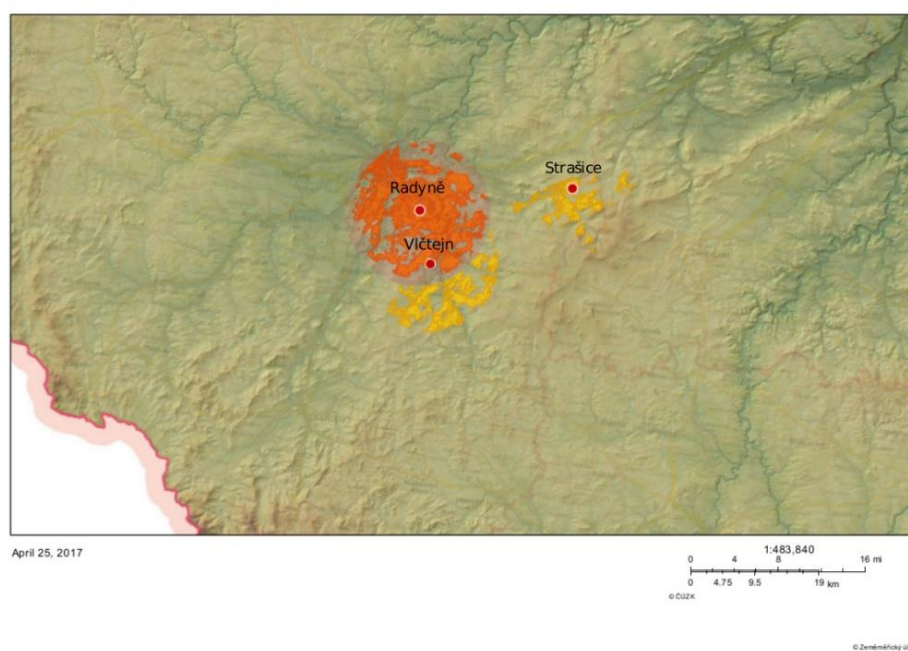 Strašice
Radyně
Vlčtejn
April 25, 2017
1:483,840
0 4 8 16 mi
0 4.75 9.5 19 km
© ČÚZK
© Zeměměřický ú